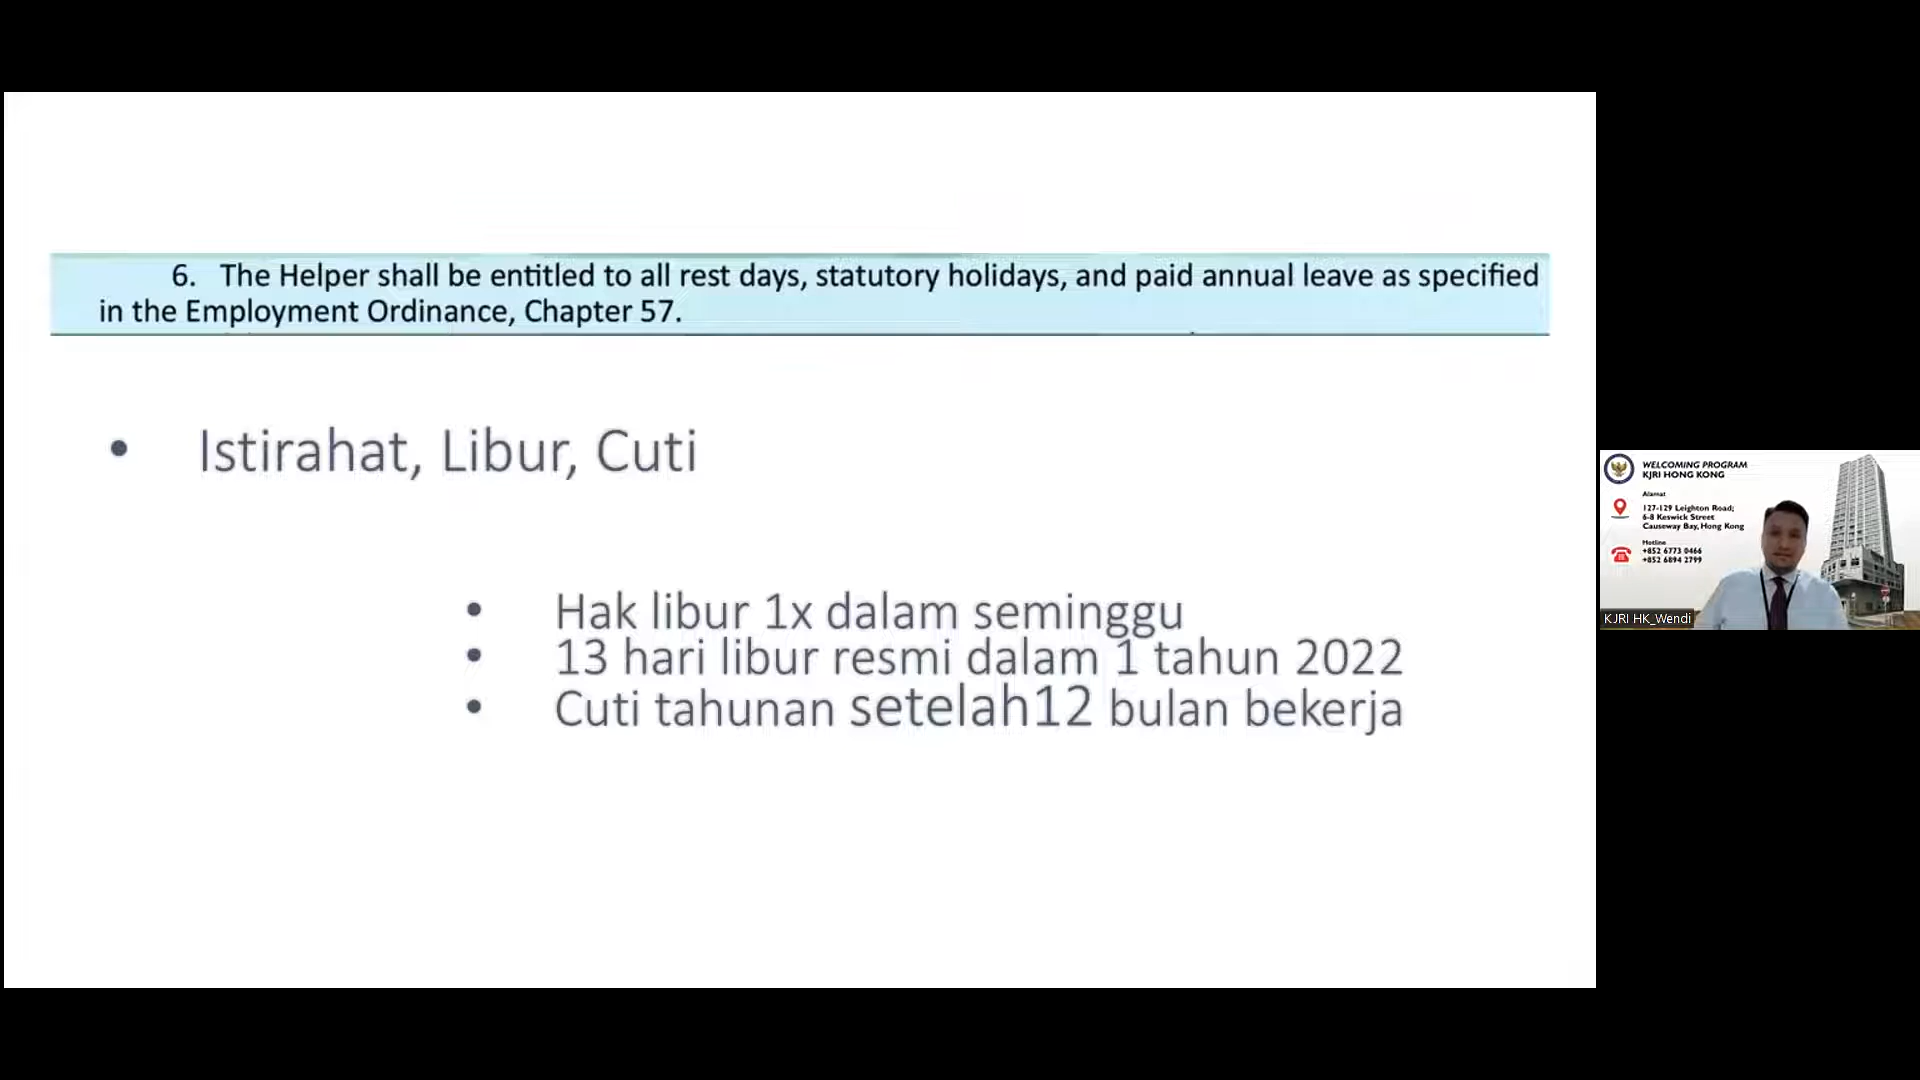 6. The Helper shall be entitled to all rest days, statutory holidays, and paid annual leave as specified
in the Employment Ordinance, Chapter 57.
• Istirahat, Libur, Cuti
• Hak libur 1x dalam seminggu
• 13 hari libur resmi dalam 1 tahun 2022
• Cuti tahunan setelah12 bulan bekerja
WELCOMING PROGRAM
KJRI HONG KONG
Alamat
127-129 Leighton Road;
6-8 Keswick Street
Causeway Bay, Hong Kong
Hotline
+852 6773 0466
+852 6894 2799
KJRI HK_Wendi